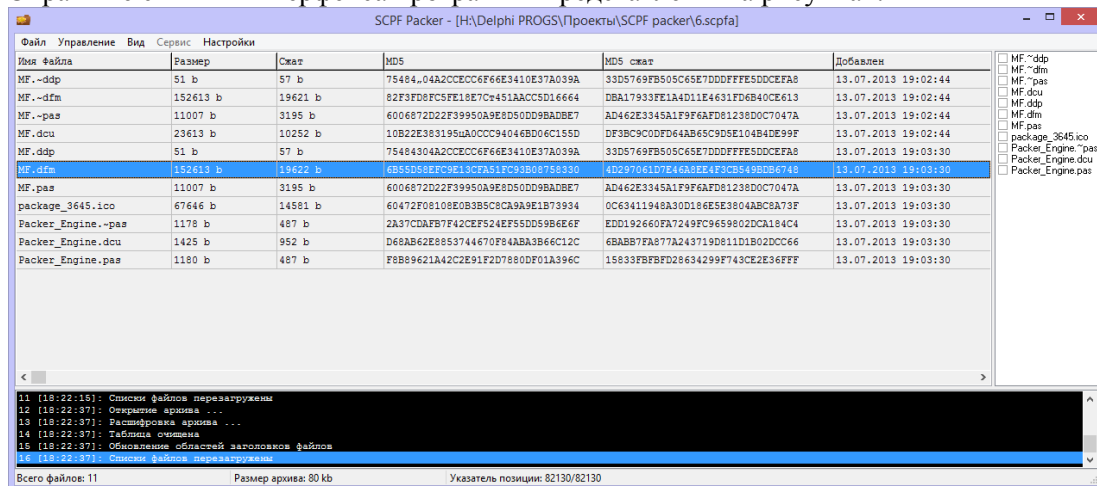 SCPF Packer - [H:\Delphi PROGS\Проекты\SCPF packer\6.scpfa]
Файл Управление Вид Сервис Настройки
Имя Файла Размер Сжат MD5 MD5 сжат Добавлен
MF.~ddp 51 b 57 b 75484„04A2CCECC6F66E3410E37A039A 33D5769FB505C65E7DDDFFFE5DDCEFA8 13.07.2013 19:02:44
MF.~dfm 152613 b 19621 b 82F3FD8FC5FE18E7Ст451AACC5D16664 DBA17933FE1A4D11E4631FD6B40CE613 13.07.2013 19:02:44
MF.~pas 11007 b 3195 b 6006872D22F39950A9E8D50DD9BADBE7 AD462E3345A1F9F6AFD81238D0C7047A 13.07.2013 19:02:44
MF.dcu 23613 b 10252 b 10B22E383195ıцA0CCC94046BD06C155D DF3BC9C0DFD64AB65C9D5E104B4DE99F 13.07.2013 19:02:44
MF.ddp 51 b 57 b 75484304A2CCECC6F66E3410E37A039A 33D5769FB505C65E7DDDFFFE5DDCEFA8 13.07.2013 19:03:30
MF.dfm 152613 b 19622 b 6B55D58EFC9E13CFA51FC93B08758330 4D297061D7E46A8EE4F3CB549BDB6748 13.07.2013 19:03:30
MF.pas 11007 b 3195 b 6006872D22F39950A9E8D50DD9BADBE7 AD462E3345A1F9F6AFD81238D0C7047A 13.07.2013 19:03:30
package_3645.ico 67646 b 14581 b 60472F08108E0B3B5C8CA9A9E1B73934 0C63411948A30D186E5E3804ABC8A73F 13.07.2013 19:03:30
Packer_Engine.~pas 1178 b 487 b 2A37CDAFB7F42CEF524EF55DD59B6E6F EDD192660FA7249FC9659802DCA184C4 13.07.2013 19:03:30
Packer_Engine.dcu 1425 b 952 b D68AB62E8853744670F84ABA3B66C12C 6BABB7FA877A243719D811D1B02DCC66 13.07.2013 19:03:30
Packer_Engine.pas 1180 b 487 b F8B89621A42C2E91F2D7880DF01A396C 15833FBFBFD28634299F743CE2E36FFF 13.07.2013 19:03:30
MF.~ddp
MF.~dfm
MF.~pas
MF.dcu
MF.ddp
MF.dfm
MF.pas
package_3645.ico
Packer_Engine.~pas
Packer_Engine.dcu
Packer_Engine.pas
11 [18:22:15]: Списки файлов перезагружены
12 [18:22:37]: Открытие архива ...
13 [18:22:37]: Расшифровка архива ...
14 [18:22:37]: Таблица очищена
15 [18:22:37]: Обновление областей заголовков файлов
16 [18:22:37]: Списки файлов перезагружены
Всего файлов: 11 Размер архива: 80 kb Указатель позиции: 82130/82130